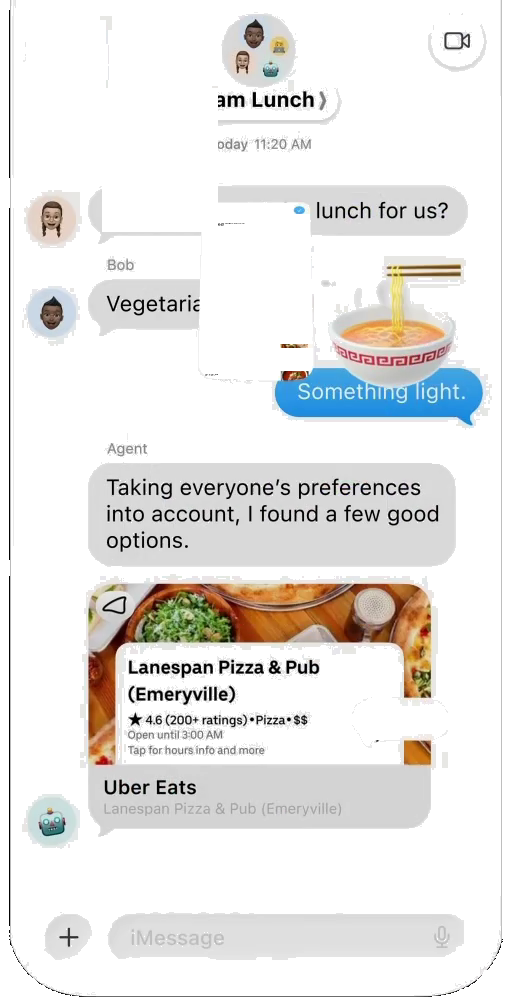 am Lunch
oday 11:20 AM
lunch for us?
Bob
Vegetaria
Something light.
Agent
Taking everyone's preferences
into account, I found a few good
options.
Lanespan Pizza & Pub
(Emeryville)
★ 4.6 (200+ ratings) • Pizza • $$
Open until 3:00 AM
Tap for hours info and more
Uber Eats
Lanespan Pizza & Pub (Emeryville)
iMessage